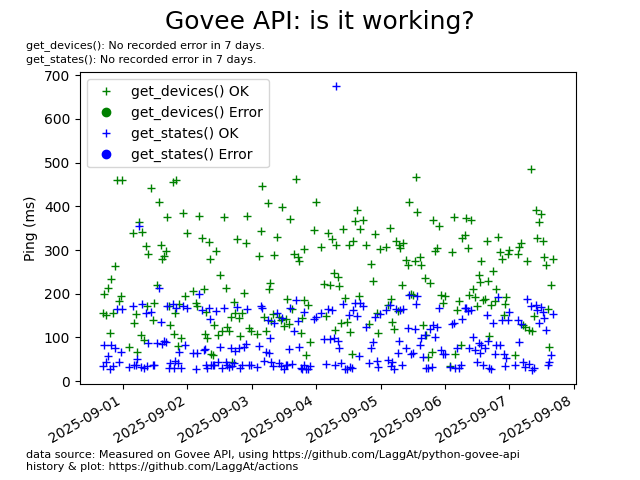 Govee API: is it working?
get_devices(): No recorded error in 7 days.
get_states(): No recorded error in 7 days.
700
600
500
400
300
200
100
0
Ping (ms)
get_devices() OK
get_devices() Error
get_states() OK
get_states() Error
2025-09-01
2025-09-02
2025-09-03
2025-09-04
2025-09-05
2025-09-06
2025-09-07
2025-09-08
data source: Measured on Govee API, using https://github.com/LaggAt/python-govee-api
history & plot: https://github.com/LaggAt/actions